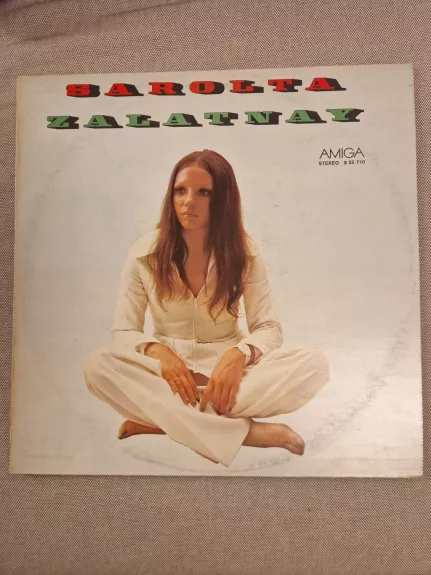 SAROLTA
ZALATNAY
AMIGA
STEREO 8 55 710